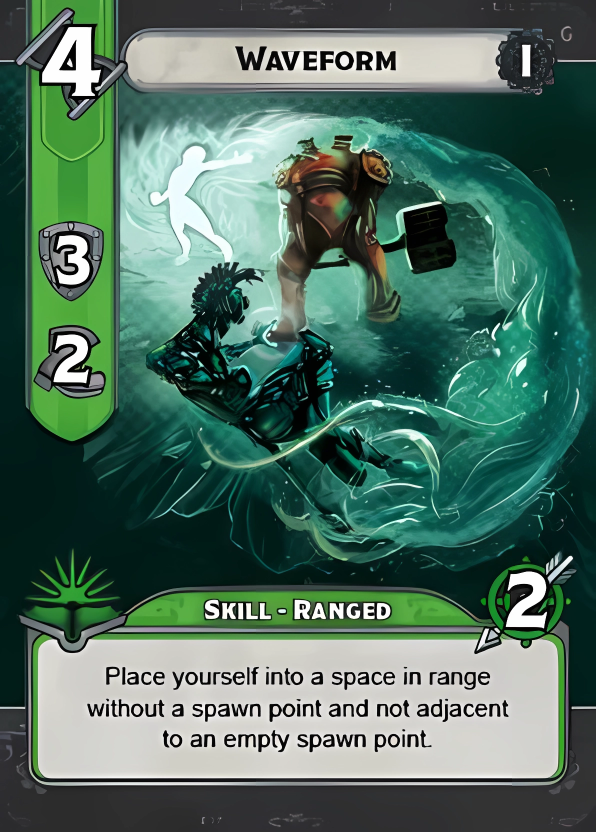 4
WAVEFORM
I
G
3
2
SKILL - RANGED
2
Place yourself into a space in range
without a spawn point and not adjacent
to an empty spawn point.